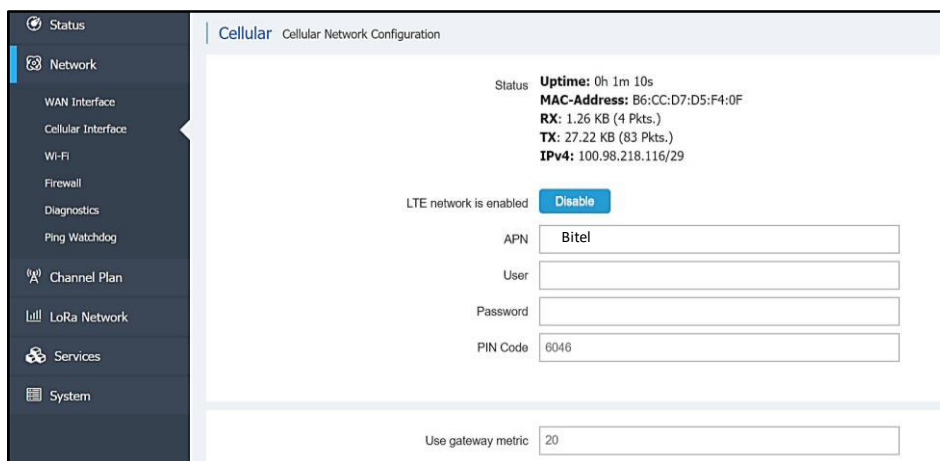 Status
Network
WAN Interface
Cellular Interface
Wi-Fi
Firewall
Diagnostics
Ping Watchdog
Channel Plan
LoRa Network
Services
System
Cellular Cellular Network Configuration
Status Uptime: 0h 1m 10s
MAC-Address: B6:CC:D7:D5:F4:0F
RX: 1.26 KB (4 Pkts.)
TX: 27.22 KB (83 Pkts.)
IPv4: 100.98.218.116/29
LTE network is enabled Disable
APN Bitel
User
Password
PIN Code 6046
Use gateway metric 20